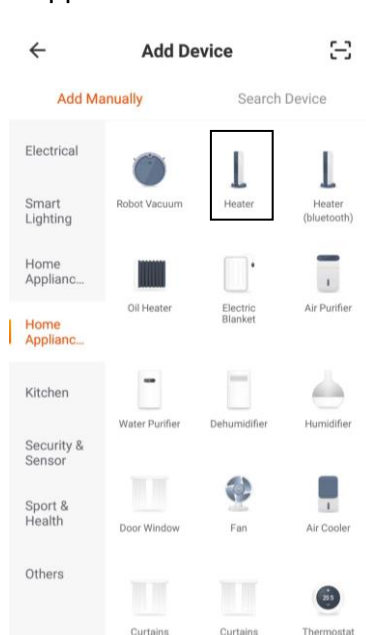 Add Device
Add Manually
Search Device
Electrical
Smart
Lighting
Home
Applianc...
Home
Applianc...
Kitchen
Security &
Sensor
Sport &
Health
Others
Robot Vacuum
Heater
Heater
(bluetooth)
Oil Heater
Electric
Blanket
Air Purifier
Water Purifier
Dehumidifier
Humidifier
Door Window
Fan
Air Cooler
Curtains
Curtains
Thermostat